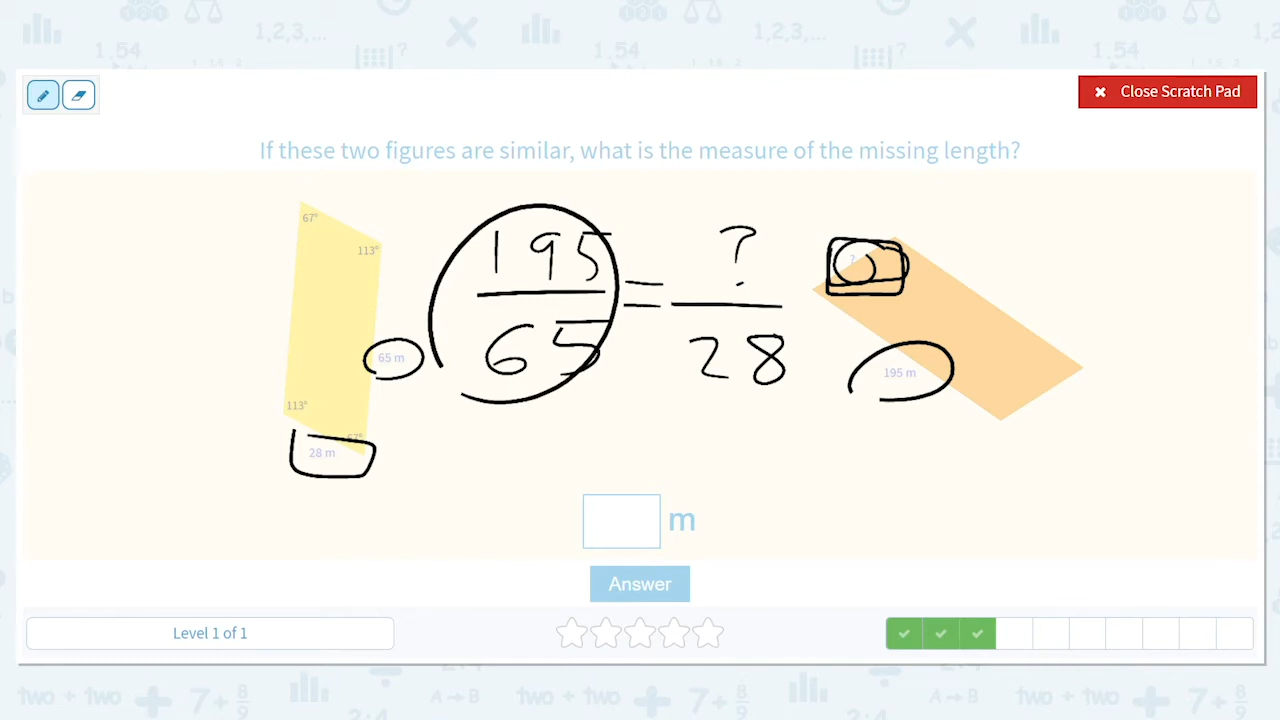 Close Scratch Pad
If these two figures are similar, what is the measure of the missing length?
67°
113°
65 m
113°
67°
28 m
195
65
=
?
28
?
195 m
m
Answer
Level 1 of 1